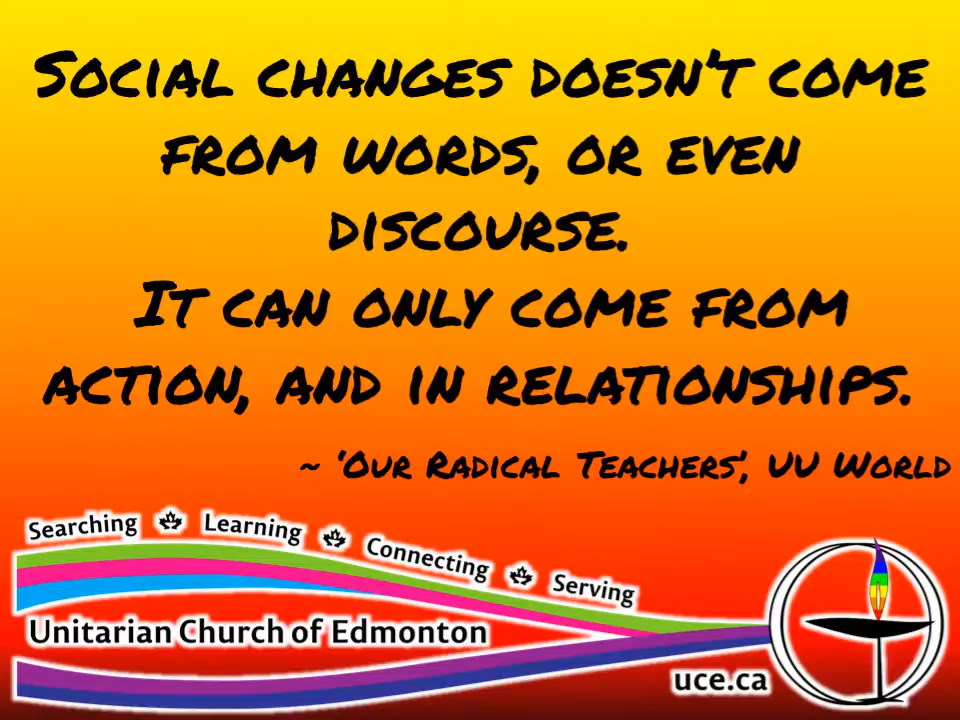 Social changes doesn't come
from words, or even
discourse.
It can only come from
action, and in relationships.
~ 'Our Radical Teachers', UU World
Searching Learning Connecting Serving
Unitarian Church of Edmonton
uce.ca